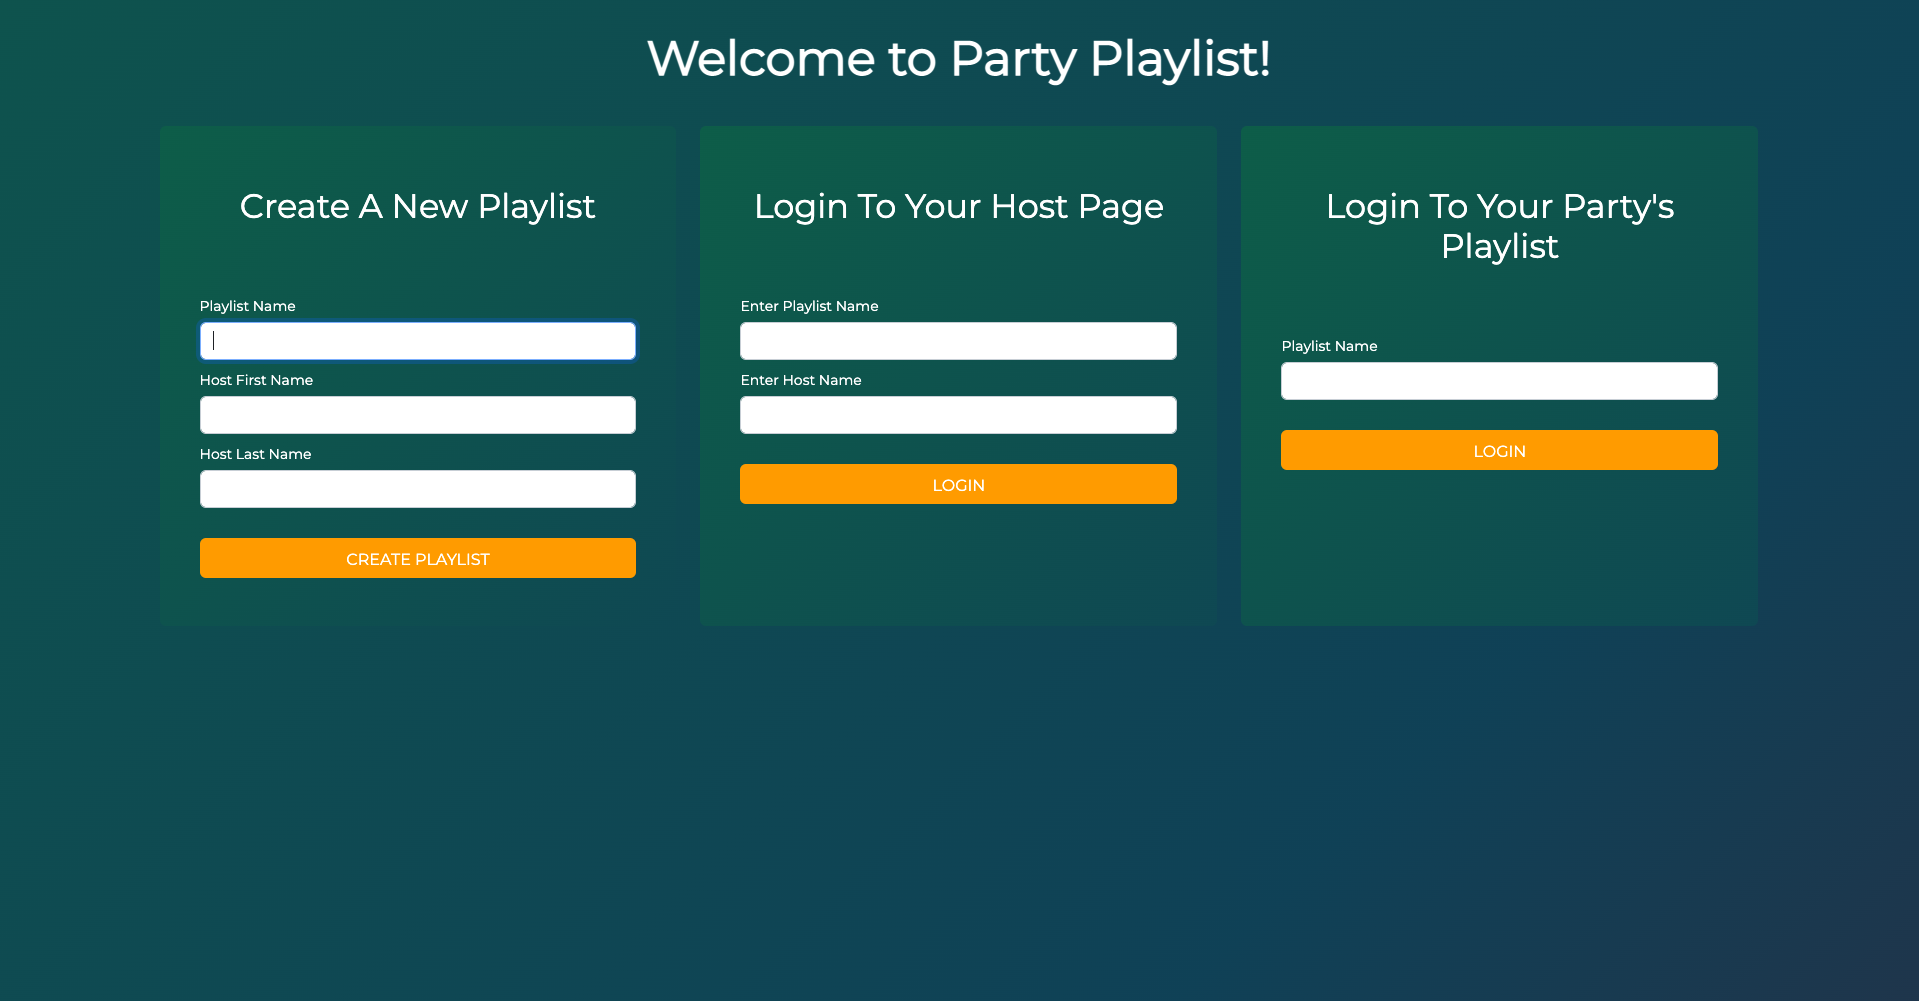 Welcome to Party Playlist!
Create A New Playlist
Playlist Name
Host First Name
Host Last Name
CREATE PLAYLIST
Login To Your Host Page
Enter Playlist Name
Enter Host Name
LOGIN
Login To Your Party's
Playlist
Playlist Name
LOGIN